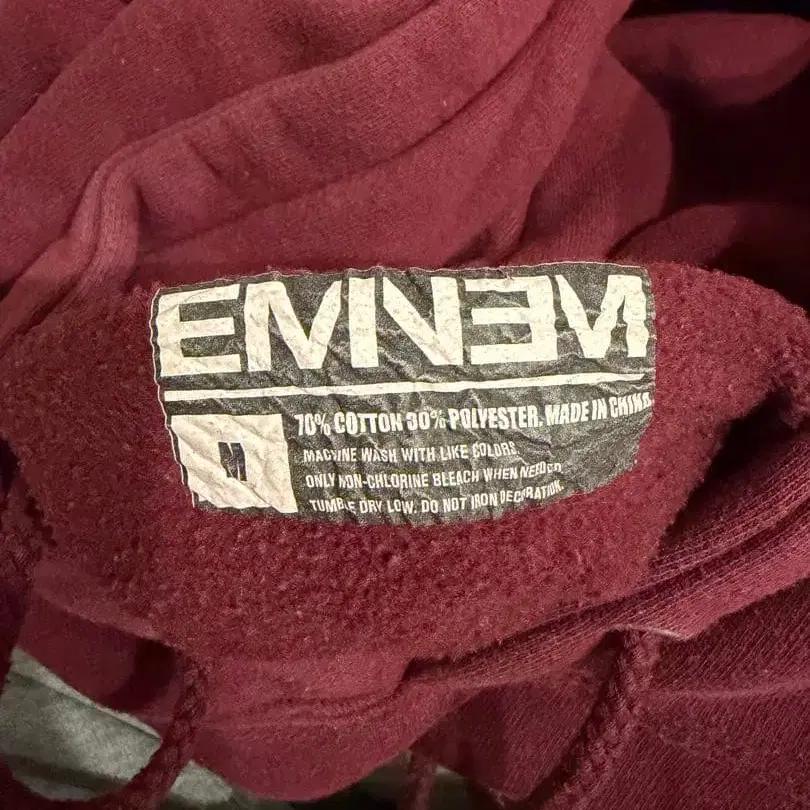 EMINƎM
70% COTTON 30% POLYESTER. MADE IN CHINA
M
MACHINE WASH WITH LIKE COLORS
ONLY NON-CHLORINE BLEACH WHEN NEEDED
TUMBLE DRY LOW. DO NOT IRON DECORATION.